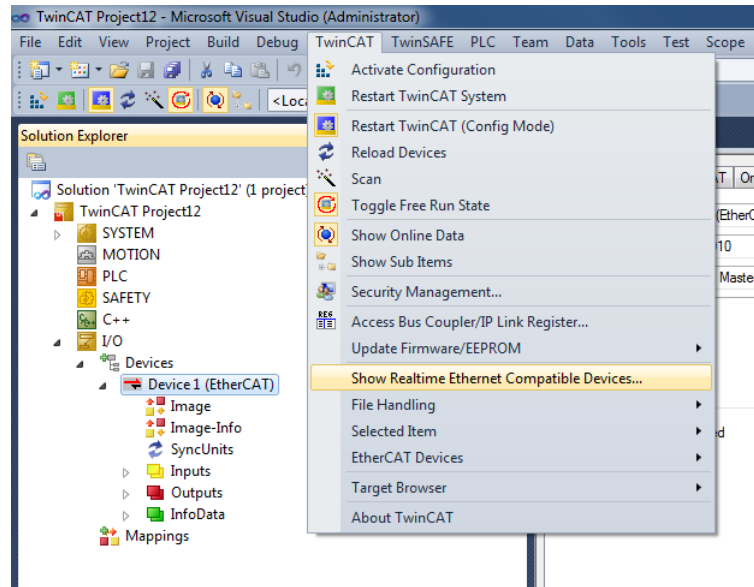 TwinCAT Project12 - Microsoft Visual Studio (Administrator)
File Edit View Project Build Debug TwinCAT TwinSAFE PLC Team Data Tools Test Scope
<Loca
Solution Explorer
Solution 'TwinCAT Project12' (1 project
TwinCAT Project12
SYSTEM
MOTION
PLC
SAFETY
C++
I/O
Devices
Device 1 (EtherCAT)
Image
Image-Info
SyncUnits
Inputs
Outputs
InfoData
Mappings
Activate Configuration
Restart TwinCAT System
Restart TwinCAT (Config Mode)
Reload Devices
Scan
Toggle Free Run State
Show Online Data
Show Sub Items
Security Management...
REG
Access Bus Coupler/IP Link Register...
Update Firmware/EEPROM
Show Realtime Ethernet Compatible Devices...
File Handling
Selected Item
EtherCAT Devices
Target Browser
About TwinCAT
(EtherC
Maste